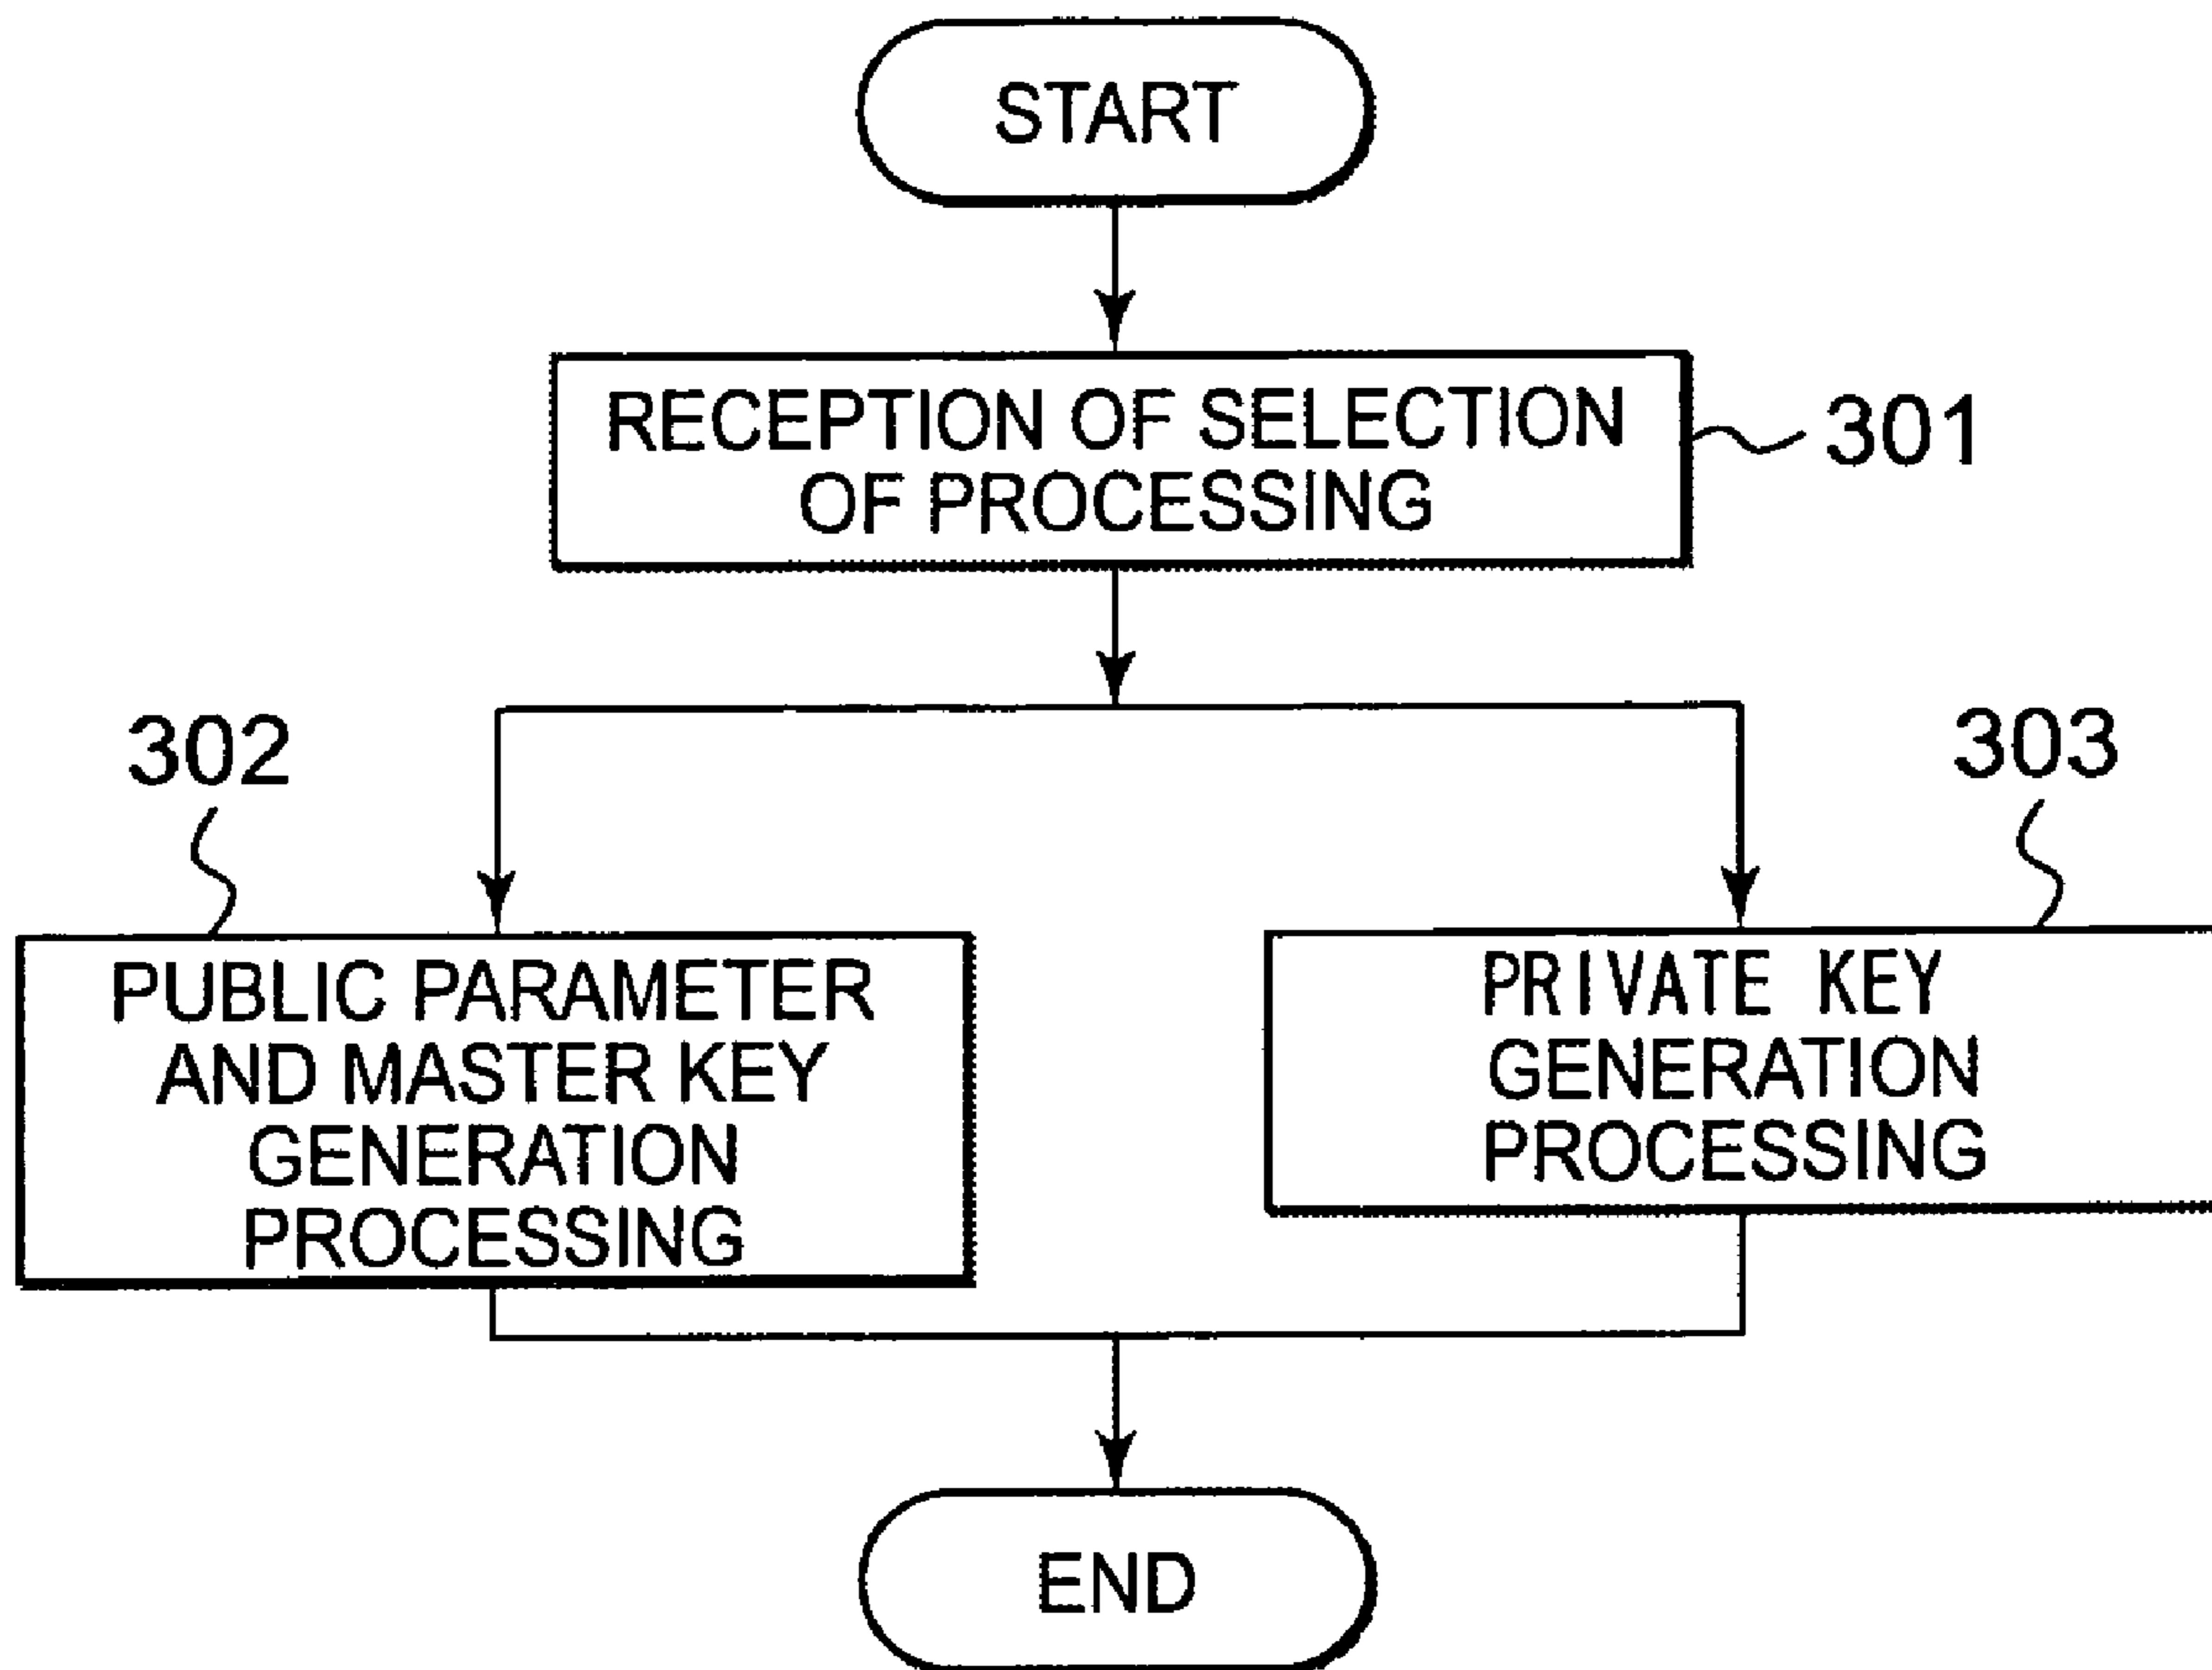 START
RECEPTION OF SELECTION
OF PROCESSING
301
302
303
PUBLIC PARAMETER
AND MASTER KEY
GENERATION
PROCESSING
PRIVATE KEY
GENERATION
PROCESSING
END